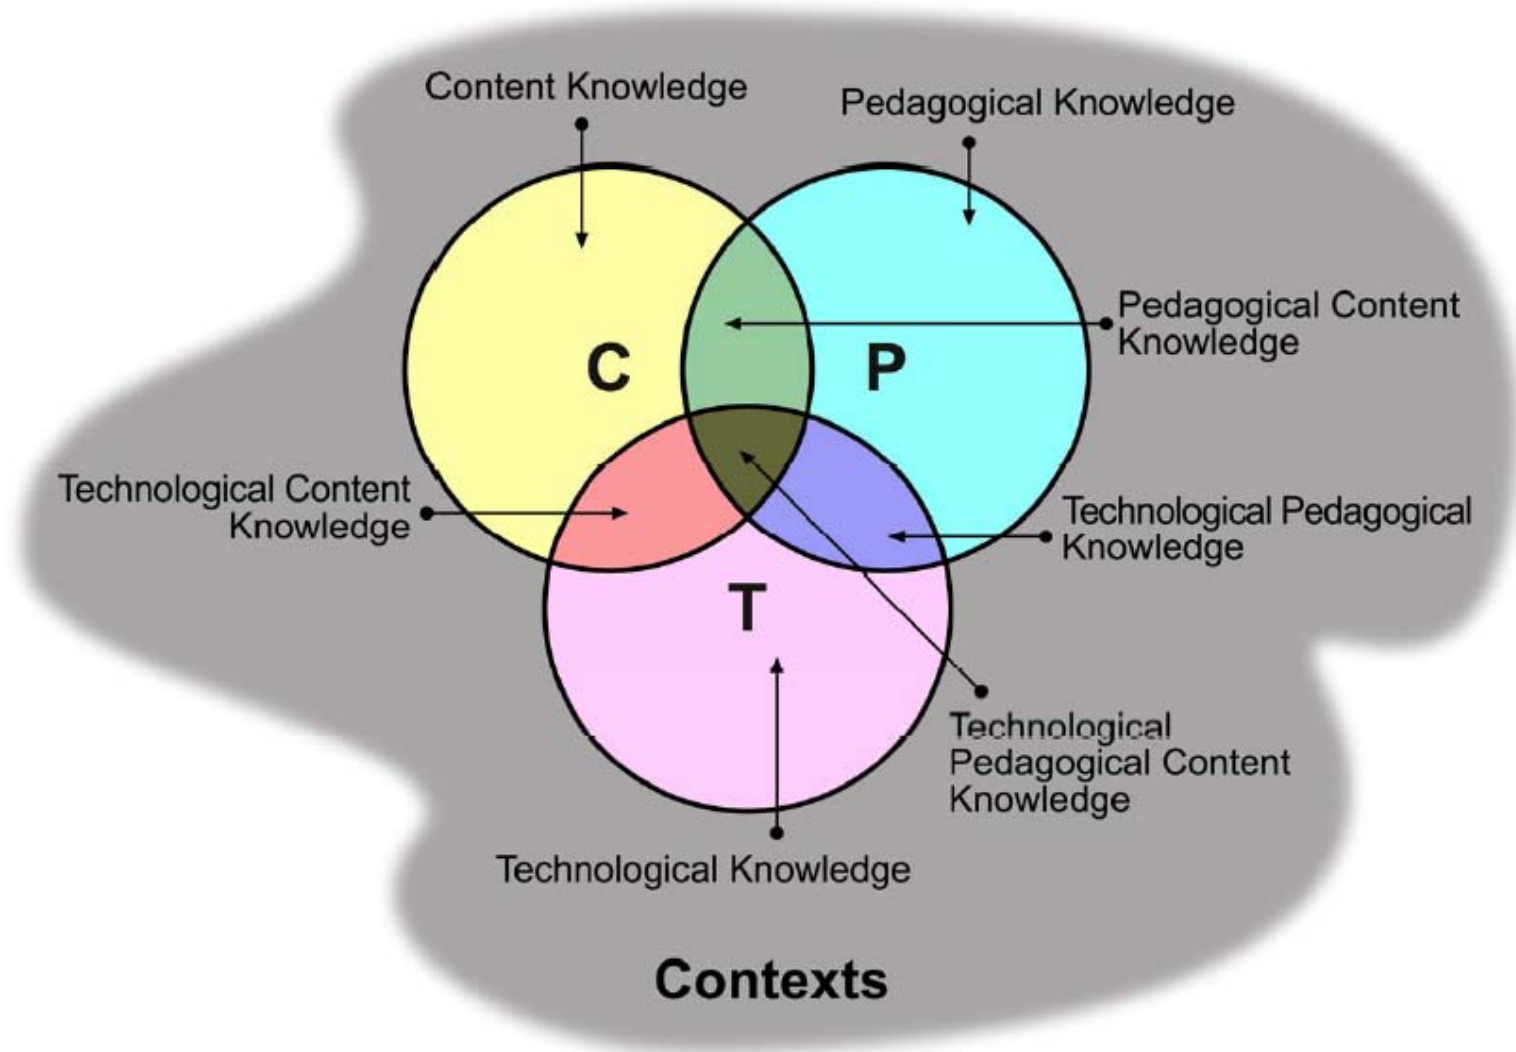 Content Knowledge
Pedagogical Knowledge
Pedagogical Content
Knowledge
C
P
Technological Content
Knowledge
Technological Pedagogical
Knowledge
T
Technological
Pedagogical Content
Knowledge
Technological Knowledge
Contexts